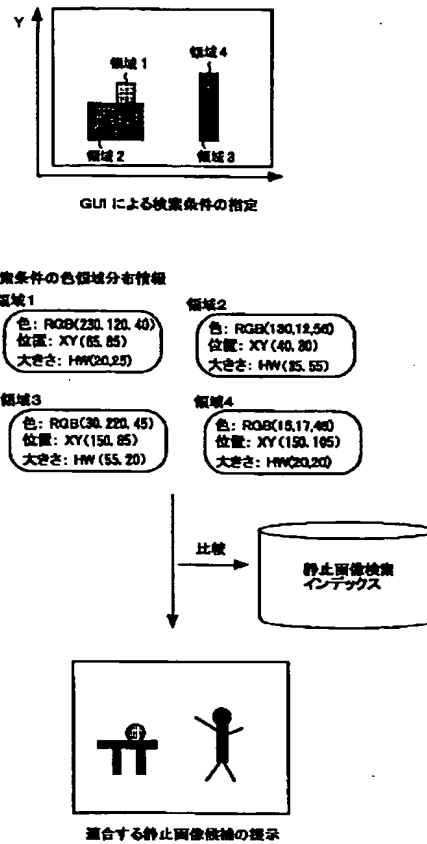 Y
領域1
領域4
領域2
領域3
GUIによる検索条件の指定
索条件の色領域分布情報
領域1
色: RGB(230.120.40)
位置: XY(65.85)
大きさ: HW(20,25)
領域2
色: RGB(130,12,56)
位置: XY(40,80)
大きさ: HW(35,55)
領域3
色: RGB(30.220.45)
位置: XY(150.85)
大きさ: HW(55.20)
領域4
色: RGB(15,17,46)
位置: XY(150.165)
大きさ: HW(20,20)
比較
静止画像検索
インデックス
適合する静止画像候補の提示